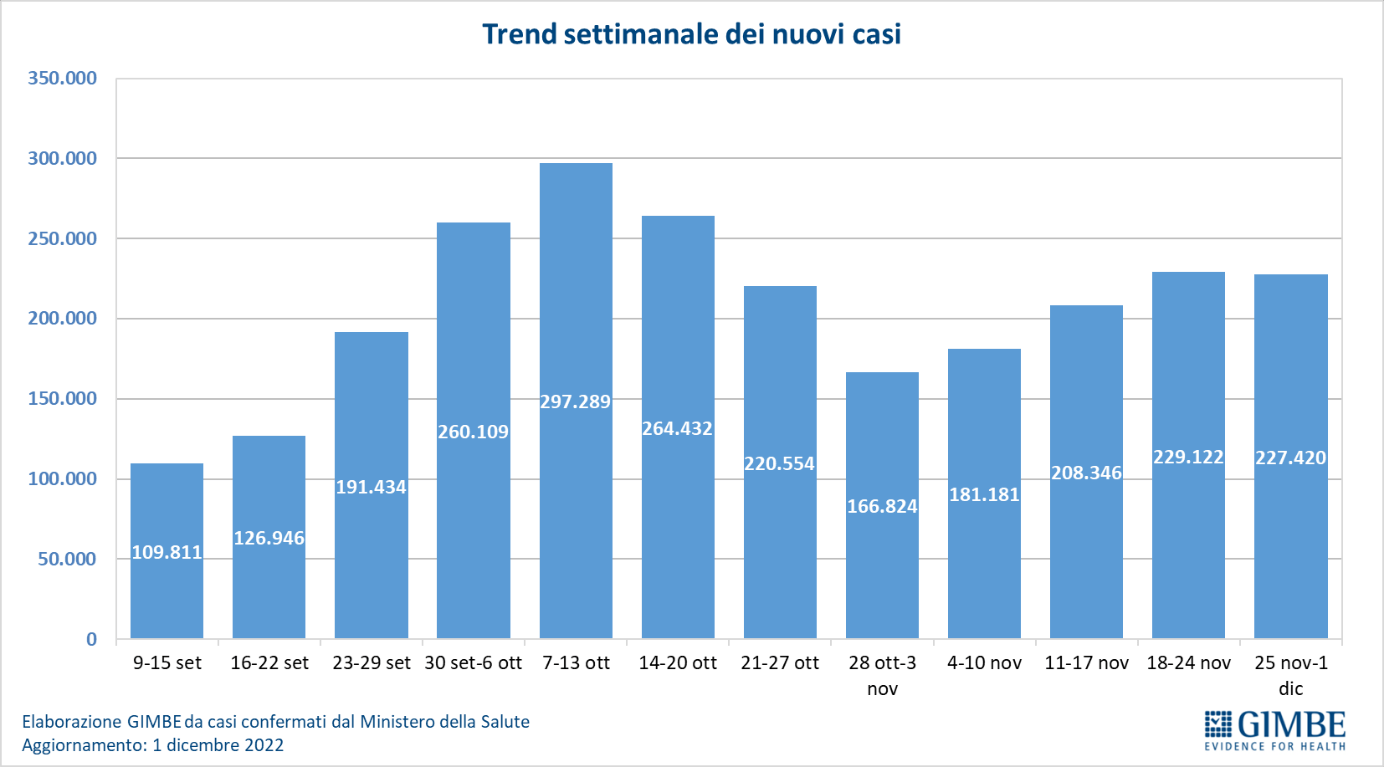 Trend settimanale dei nuovi casi
350.000
300.000
250.000
200.000
150.000
100.000
50.000
0
109.811
126.946
191.434
260.109
297.289
264.432
220.554
166.824
181.181
208.346
229.122
227.420
9-15 set
16-22 set
23-29 set
30 set-6 ott
7-13 ott
14-20 ott
21-27 ott
28 ott-3
nov
4-10 nov
11-17 nov
18-24 nov
25 nov-1
dic
Elaborazione GIMBE da casi confermati dal Ministero della Salute
Aggiornamento: 1 dicembre 2022
GIMBE
EVIDENCE FOR HEALTH